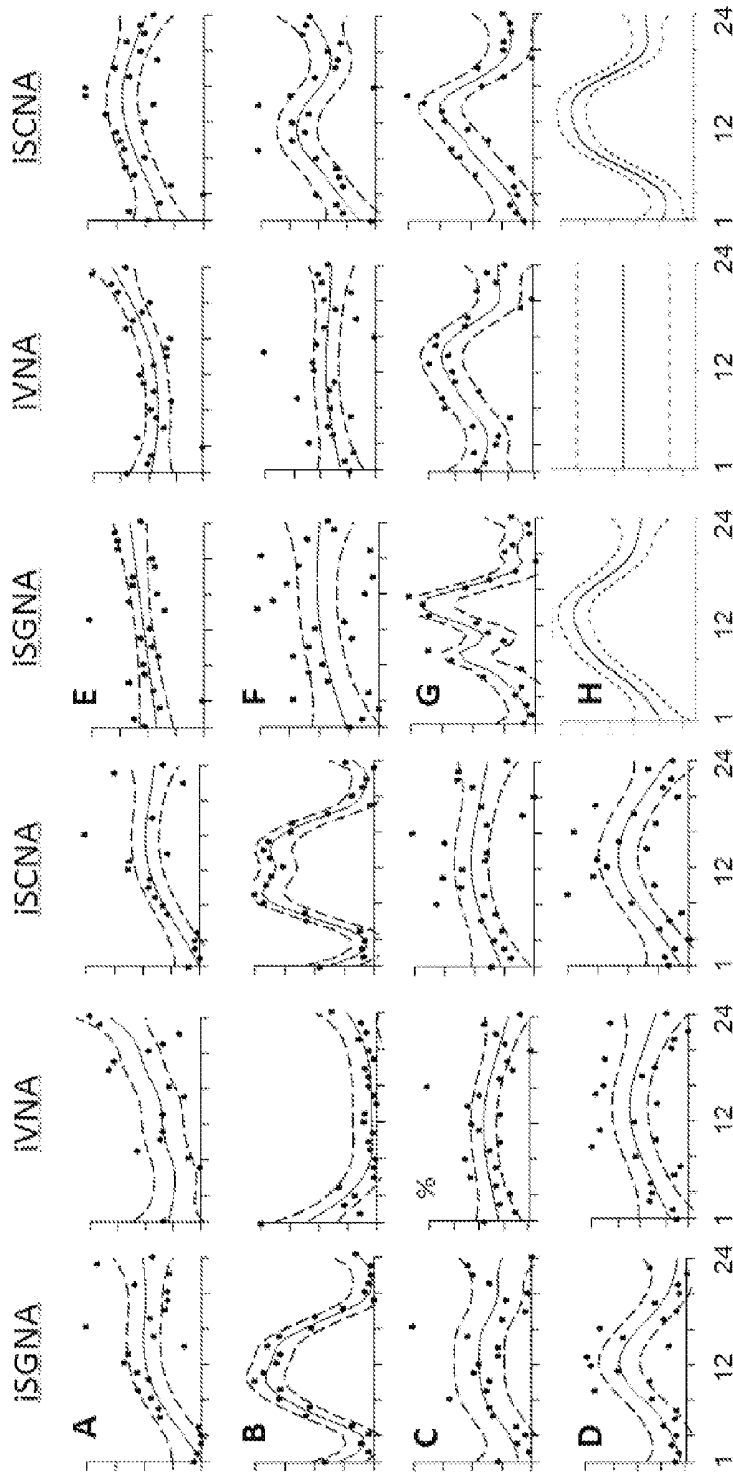 iSGNA iVNA iSCNA iSGNA iVNA iSCNA
A E
B F
C % G
D H
1 12 24 1 12 24 1 12 24 1 12 24 1 12 24 1 12 24